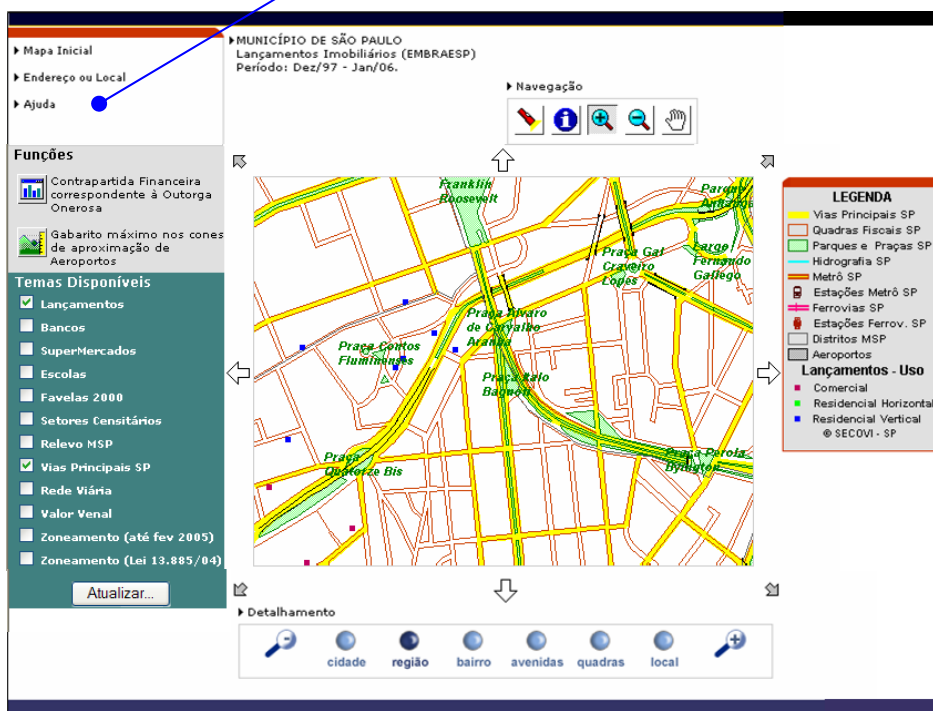 Mapa Inicial
Endereço ou Local
Ajuda
MUNICÍPIO DE SÃO PAULO
Lançamentos Imobiliários (EMBRAESP)
Período: Dez/97 - Jan/06.
Navegação
Funções
Contrapartida Financeira
correspondente à Outorga
Onerosa
Gabarito máximo nos cones
de aproximação de
Aeroportos
Temas Disponíveis
Lançamentos
Bancos
SuperMercados
Escolas
Favelas 2000
Setores Censitários
Relevo MSP
Vias Principais SP
Rede Viária
Valor Venal
Zoneamento (até fev 2005)
Zoneamento (Lei 13.885/04)
Atualizar...
Franklin
Roosevelt
Praça Gal
Craveiro
Lopes
Largo
Fernando
Gallego
Praça Alvaro
de Carvalho
Aranha
Praça Contos
Fluminenses
Praça Italo
Bagnoli
Praça
Quatorze Bis
Praça Perola
Byington
LEGENDA
Vias Principais SP
Quadras Fiscais SP
Parques e Praças SP
Hidrografia SP
Metrô SP
Estações Metrô SP
Ferrovias SP
Estações Ferrov. SP
Distritos MSP
Aeroportos
Lançamentos - Uso
Comercial
Residencial Horizontal
Residencial Vertical
® SECOVI - SP
Detalhamento
cidade
região
bairro
avenidas
quadras
local